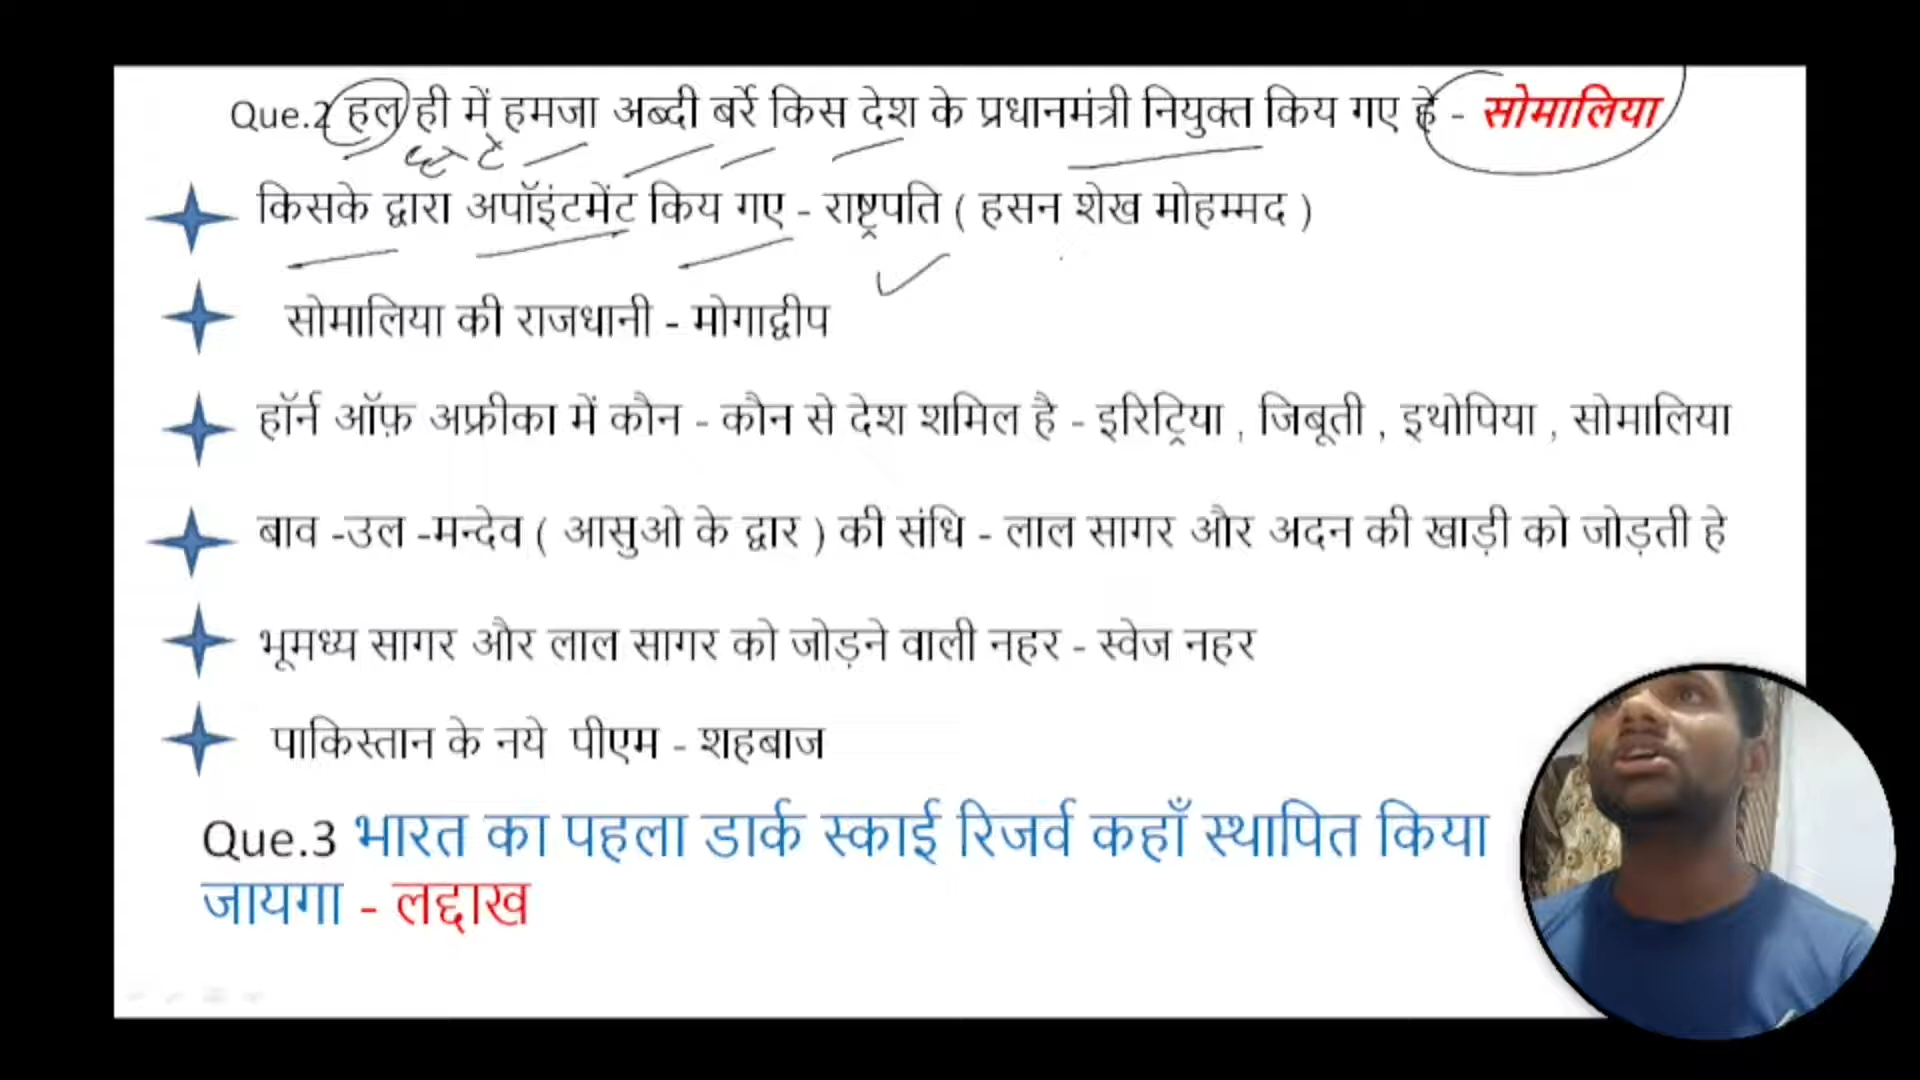 Que.2 हल ही में हमजा अब्दी बर्रे किस देश के प्रधानमंत्री नियुक्त किय गए हे - सोमालिया
किसके द्वारा अपॉइंटमेंट किय गए - राष्ट्रपति ( हसन शेख मोहम्मद )
सोमालिया की राजधानी - मोगाद्वीप
हॉर्न ऑफ़ अफ्रीका में कौन - कौन से देश शमिल है - इरिट्रिया , जिबूती , इथोपिया , सोमालिया
बाव -उल -मन्देव ( आसुओ के द्वार ) की संधि - लाल सागर और अदन की खाड़ी को जोड़ती हे
भूमध्य सागर और लाल सागर को जोड़ने वाली नहर - स्वेज नहर
पाकिस्तान के नये पीएम - शहबाज
Que.3 भारत का पहला डार्क स्काई रिजर्व कहाँ स्थापित किया
जायगा - लद्दाख